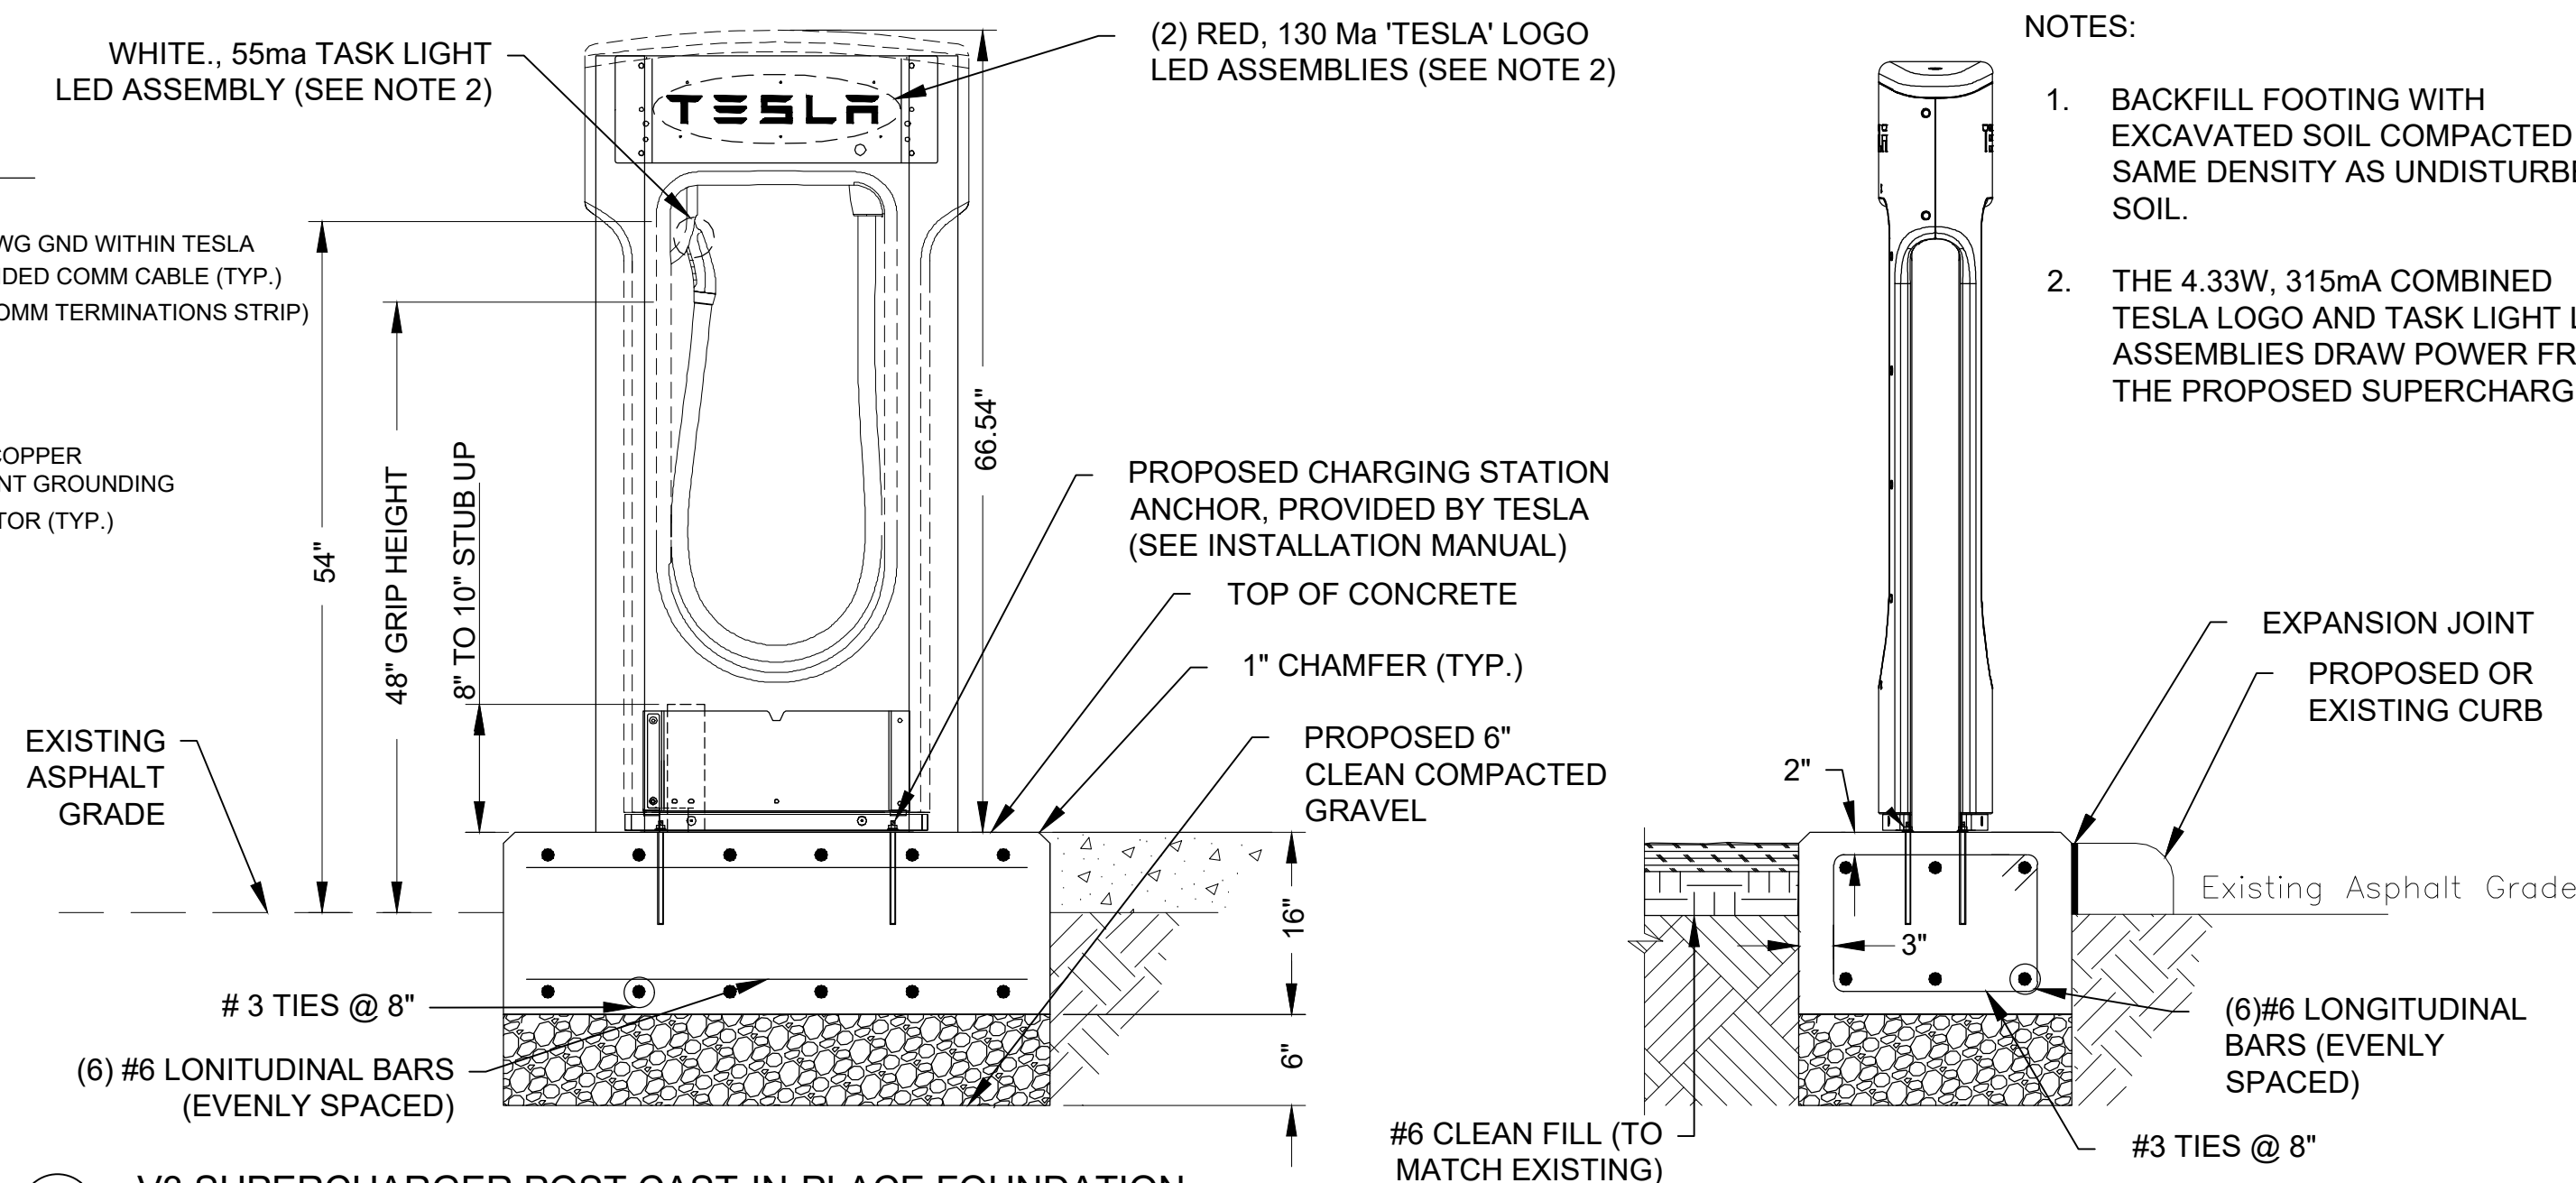 WHITE., 55ma TASK LIGHT
LED ASSEMBLY (SEE NOTE 2)
(2) RED, 130 Ma 'TESLA' LOGO
LED ASSEMBLIES (SEE NOTE 2)
TESLA
NOTES:
1. BACKFILL FOOTING WITH
EXCAVATED SOIL COMPACTED
SAME DENSITY AS UNDISTURBE
SOIL.
2. THE 4.33W, 315mA COMBINED
TESLA LOGO AND TASK LIGHT L
ASSEMBLIES DRAW POWER FR
THE PROPOSED SUPERCHARG
WG GND WITHIN TESLA
DED COMM CABLE (TYP.)
OMM TERMINATIONS STRIP)
COPPER
NT GROUNDING
TOR (TYP.)
54"
48" GRIP HEIGHT
8" TO 10" STUB UP
66.54"
PROPOSED CHARGING STATION
ANCHOR, PROVIDED BY TESLA
(SEE INSTALLATION MANUAL)
TOP OF CONCRETE
1" CHAMFER (TYP.)
PROPOSED 6"
CLEAN COMPACTED
GRAVEL
EXISTING
ASPHALT
GRADE
16"
6"
# 3 TIES @ 8"
(6) #6 LONITUDINAL BARS
(EVENLY SPACED)
EXPANSION JOINT
PROPOSED OR
EXISTING CURB
2"
Existing Asphalt Grade
3"
(6)#6 LONGITUDINAL
BARS (EVENLY
SPACED)
#3 TIES @ 8"
#6 CLEAN FILL (TO
MATCH EXISTING)
SUPERCHARGER POST CAST-IN-PLACE FOUNDATION